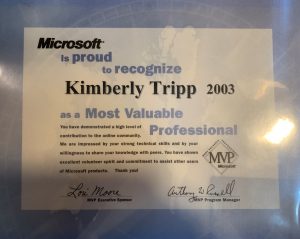 Microsoft
Is proud
to recognize
Kimberly Tripp 2003
as a Most Valuable
Professional
You have demonstrated a high level of
contribution to the online community.
We are impressed by your strong technical skills and by your
willingness to share your knowledge with peers. You have shown
excellent volunteer spirit and commitment to assist other users
of Microsoft products. Thank you!
MVP
Microsoft
Lori Moore
MVP Executive Sponsor
MVP Program Manager